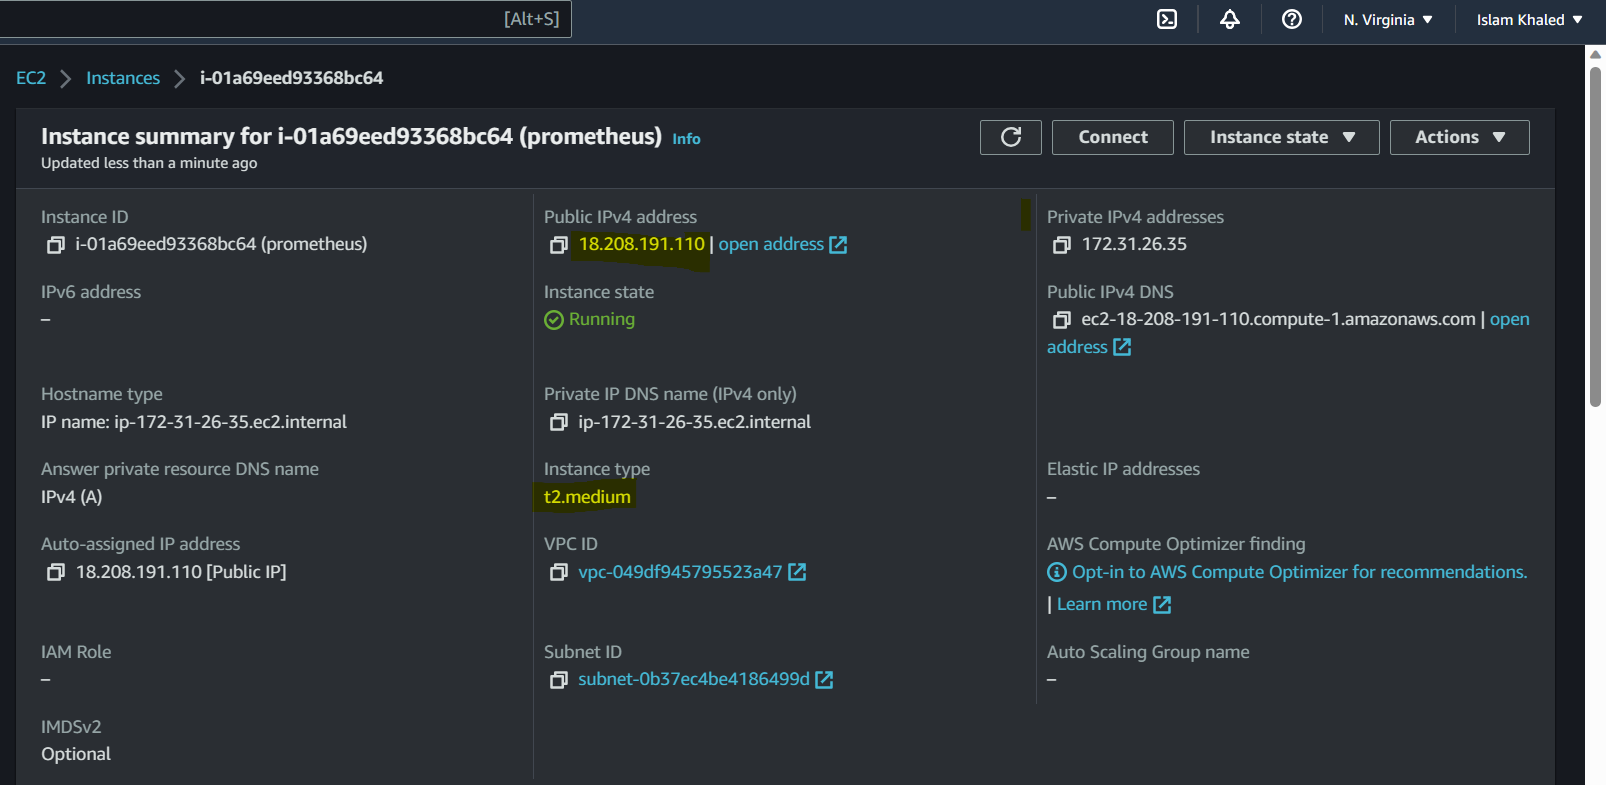 [Alt+S]
N. Virginia
Islam Khaled
EC2
Instances
i-01a69eed93368bc64
Instance summary for i-01a69eed93368bc64 (prometheus) Info
Updated less than a minute ago
Connect
Instance state
Actions
Instance ID
i-01a69eed93368bc64 (prometheus)
Public IPv4 address
18.208.191.110 | open address
Private IPv4 addresses
172.31.26.35
IPv6 address
–
Instance state
Running
Public IPv4 DNS
ec2-18-208-191-110.compute-1.amazonaws.com | open
address
Hostname type
IP name: ip-172-31-26-35.ec2.internal
Private IP DNS name (IPv4 only)
ip-172-31-26-35.ec2.internal
Answer private resource DNS name
IPv4 (A)
Instance type
t2.medium
Elastic IP addresses
–
Auto-assigned IP address
18.208.191.110 [Public IP]
VPC ID
vpc-049df945795523a47
AWS Compute Optimizer finding
Opt-in to AWS Compute Optimizer for recommendations.
| Learn more
IAM Role
–
Subnet ID
subnet-0b37ec4be4186499d
Auto Scaling Group name
–
IMDSv2
Optional